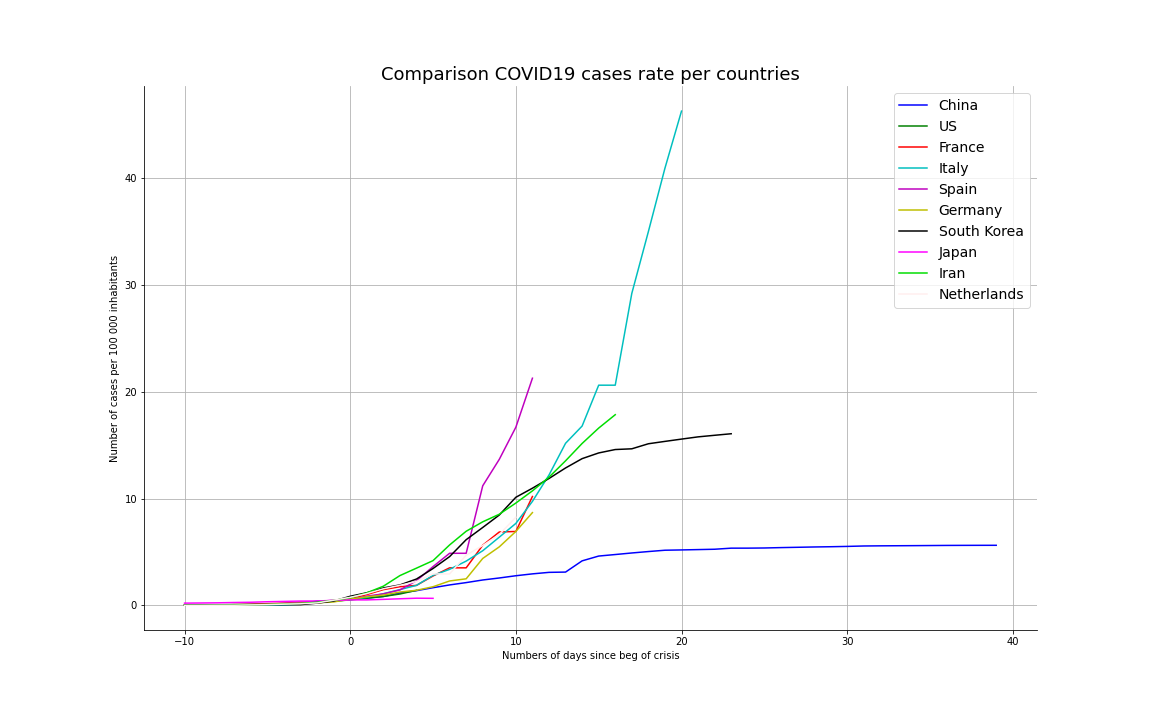 Comparison COVID19 cases rate per countries
Number of cases per 100 000 inhabitants
40
30
20
10
0
−10
0
10
20
30
40
Numbers of days since beg of crisis
China
US
France
Italy
Spain
Germany
South Korea
Japan
Iran
Netherlands